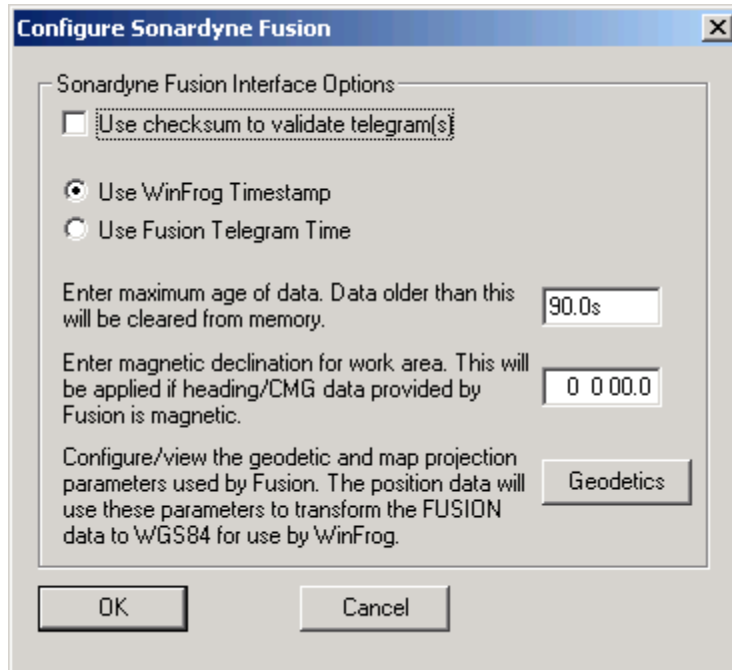 Configure Sonardyne Fusion
Sonardyne Fusion Interface Options
Use checksum to validate telegram(s)
Use WinFrog Timestamp
Use Fusion Telegram Time
Enter maximum age of data. Data older than this
will be cleared from memory.
90.0s
Enter magnetic declination for work area. This will
be applied if heading/CMG data provided by
Fusion is magnetic.
0 0 00.0
Configure/view the geodetic and map projection
parameters used by Fusion. The position data will
use these parameters to transform the FUSION
data to WGS84 for use by WinFrog.
Geodetics
OK
Cancel